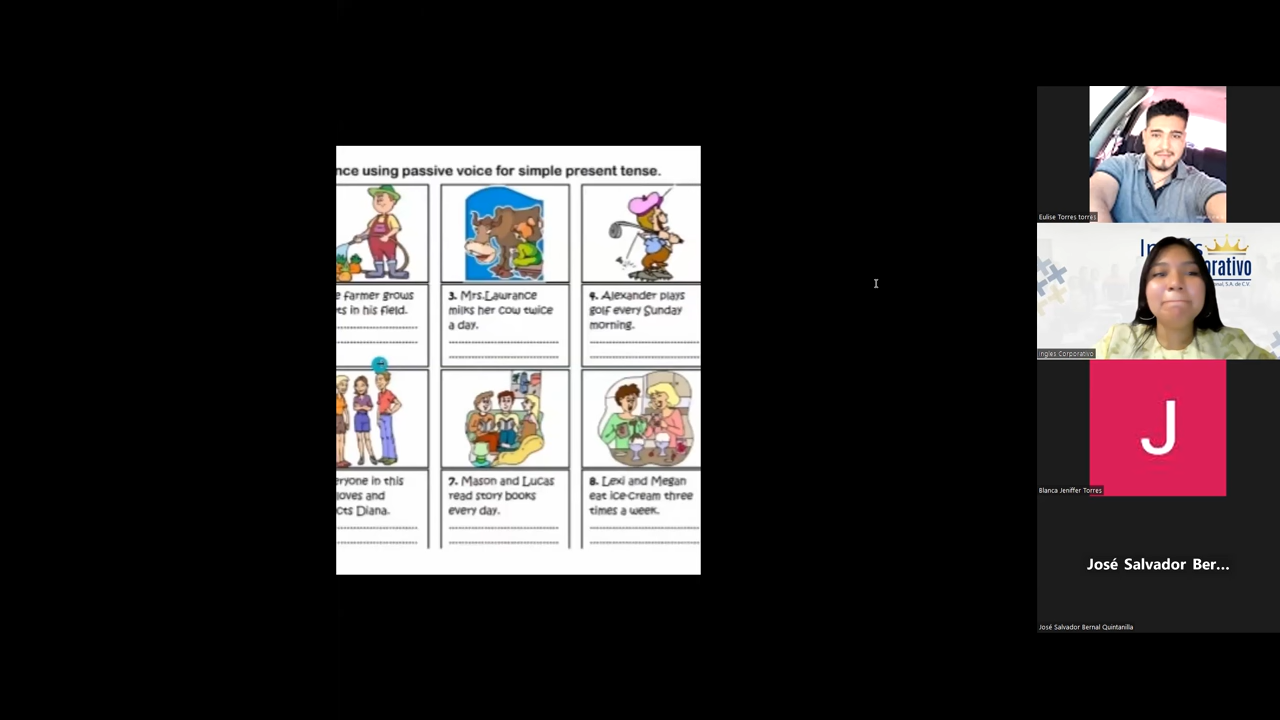 nce using passive voice for simple present tense.
e farmer grows
ts in his field.
3. Mrs.Lawrance
milks her cow twice
a day.
4. Alexander plays
golf every Sunday
morning.
eryone in this
loves and
cts Diana.
7. Mason and Lucas
read story books
every day.
8. Lexi and Megan
eat ice-cream three
times a week.
Eulise Torres torres
Ingles Corporativo
J
Blanca Jeniffer Torres
José Salvador Ber...
José Salvador Bernal Quintanilla